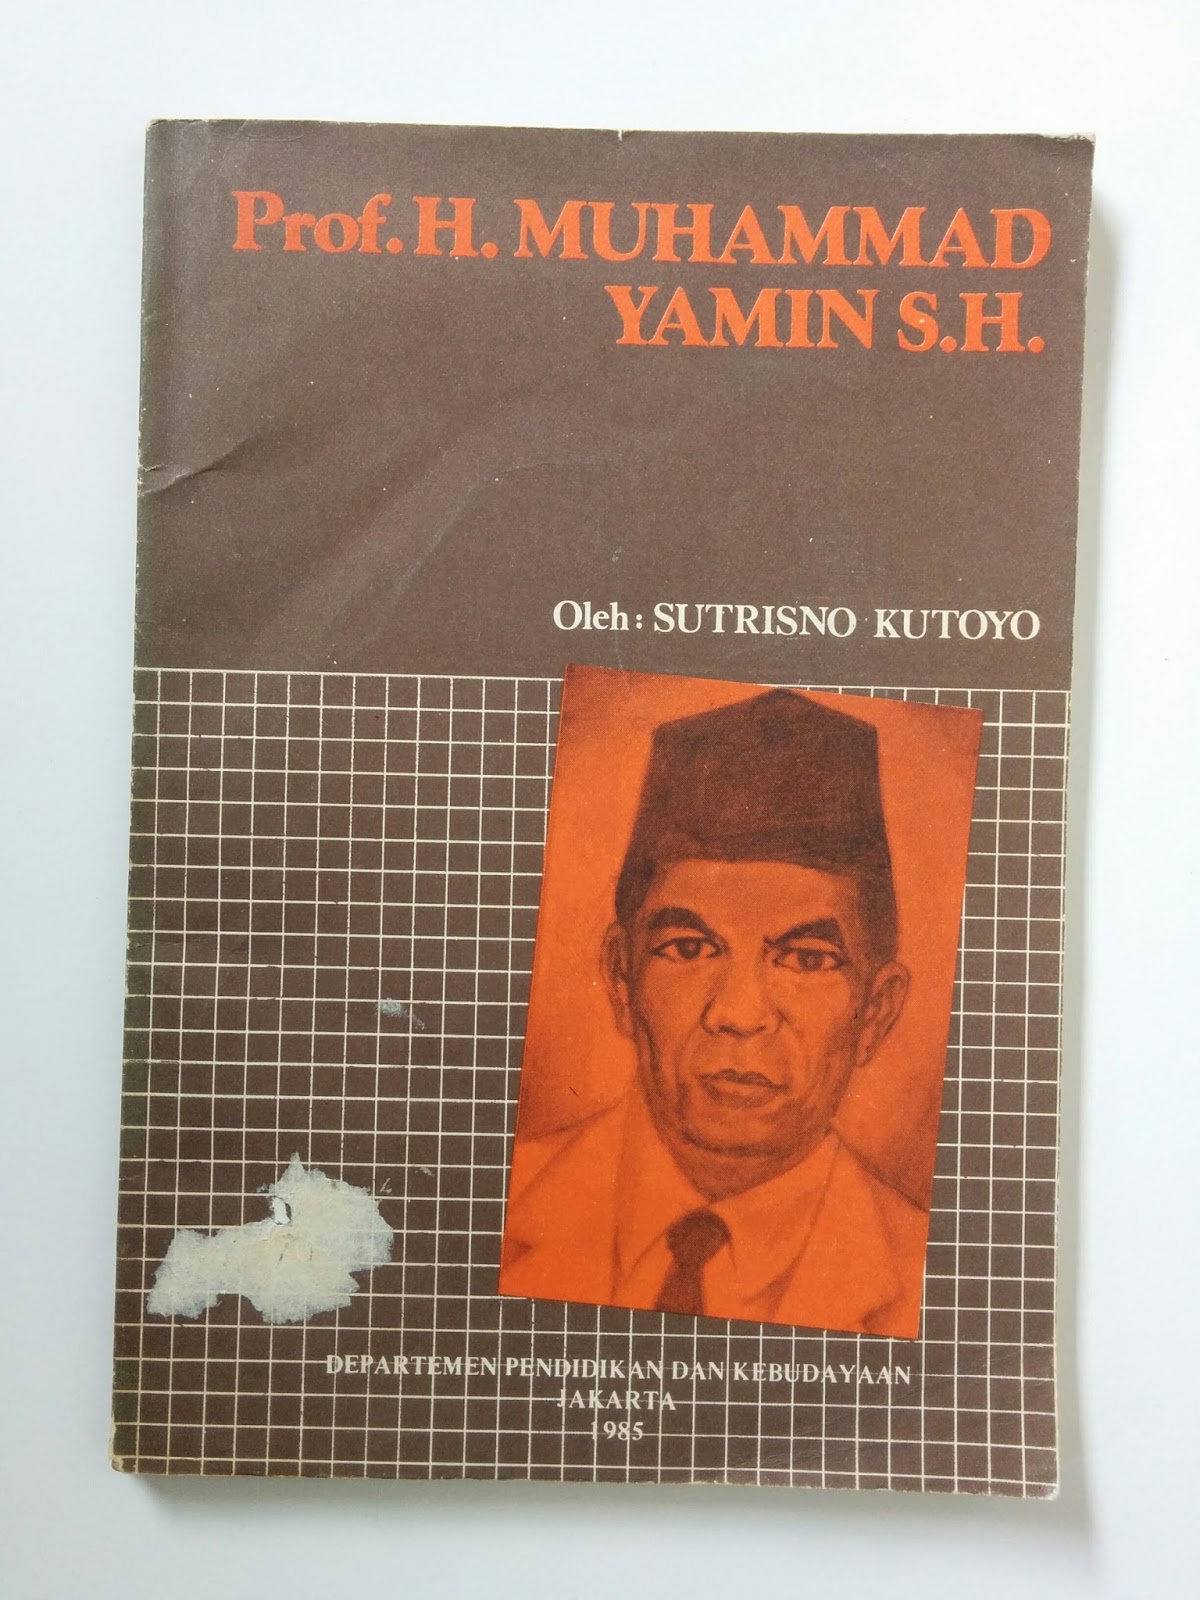 Prof. H. MUHAMMAD
YAMIN S.H.
Oleh : SUTRISNO KUTOYO
DEPARTEMEN PENDIDIKAN DAN KEBUDAYAAN
JAKARTA
1985